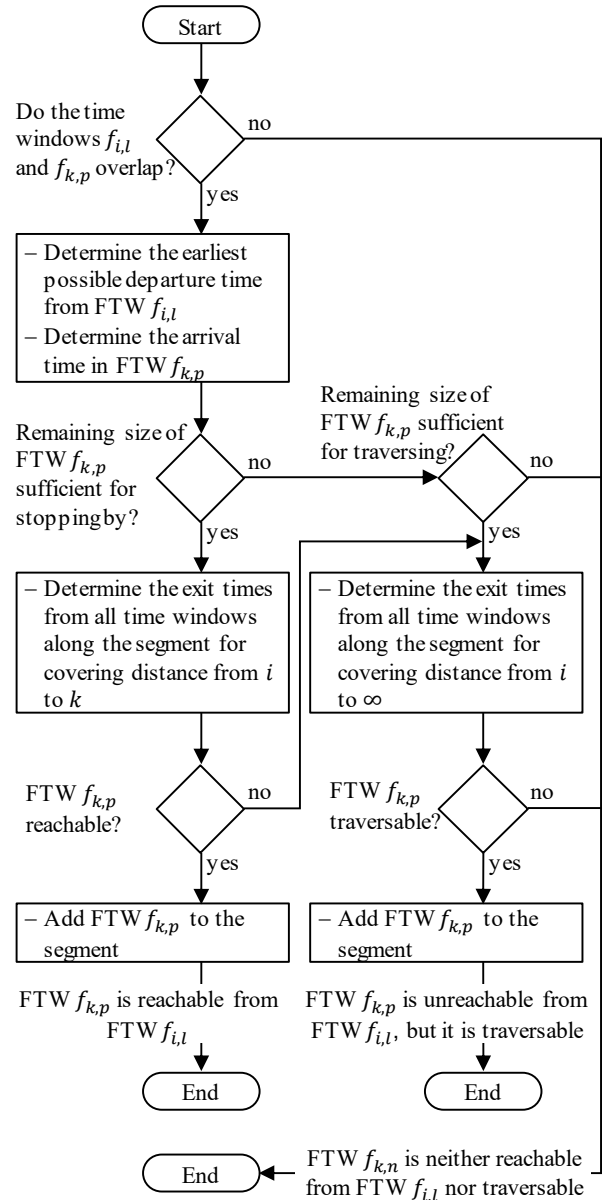 Start
Do the time
windows f_{i,l}
and f_{k,p} overlap?
no
yes
– Determine the earliest
possible departure time
from FTW f_{i,l}
– Determine the arrival
time in FTW f_{k,p}
Remaining size of
FTW f_{k,p}
sufficient for
stopping by?
no
yes
Remaining size of
FTW f_{k,p} sufficient
for traversing?
no
yes
– Determine the exit times
from all time windows
along the segment for
covering distance from i
to k
– Determine the exit times
from all time windows
along the segment for
covering distance from i
to ∞
FTW f_{k,p}
reachable?
no
yes
FTW f_{k,p}
traversable?
no
yes
– Add FTW f_{k,p} to the
segment
– Add FTW f_{k,p} to the
segment
FTW f_{k,p} is reachable from
FTW f_{i,l}
FTW f_{k,p} is unreachable from
FTW f_{i,l}, but it is traversable
End
End
End
FTW f_{k,n} is neither reachable
from FTW f_{i,l} nor traversable